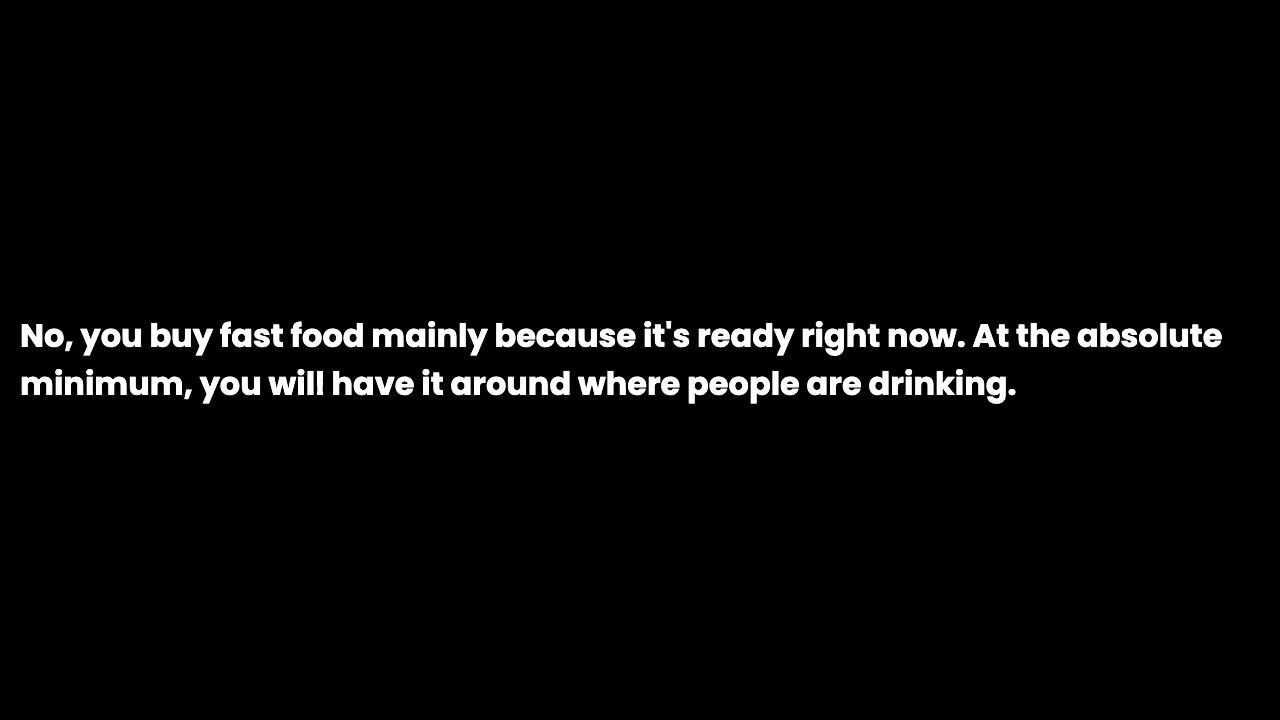 No, you buy fast food mainly because it's ready right now. At the absolute
minimum, you will have it around where people are drinking.